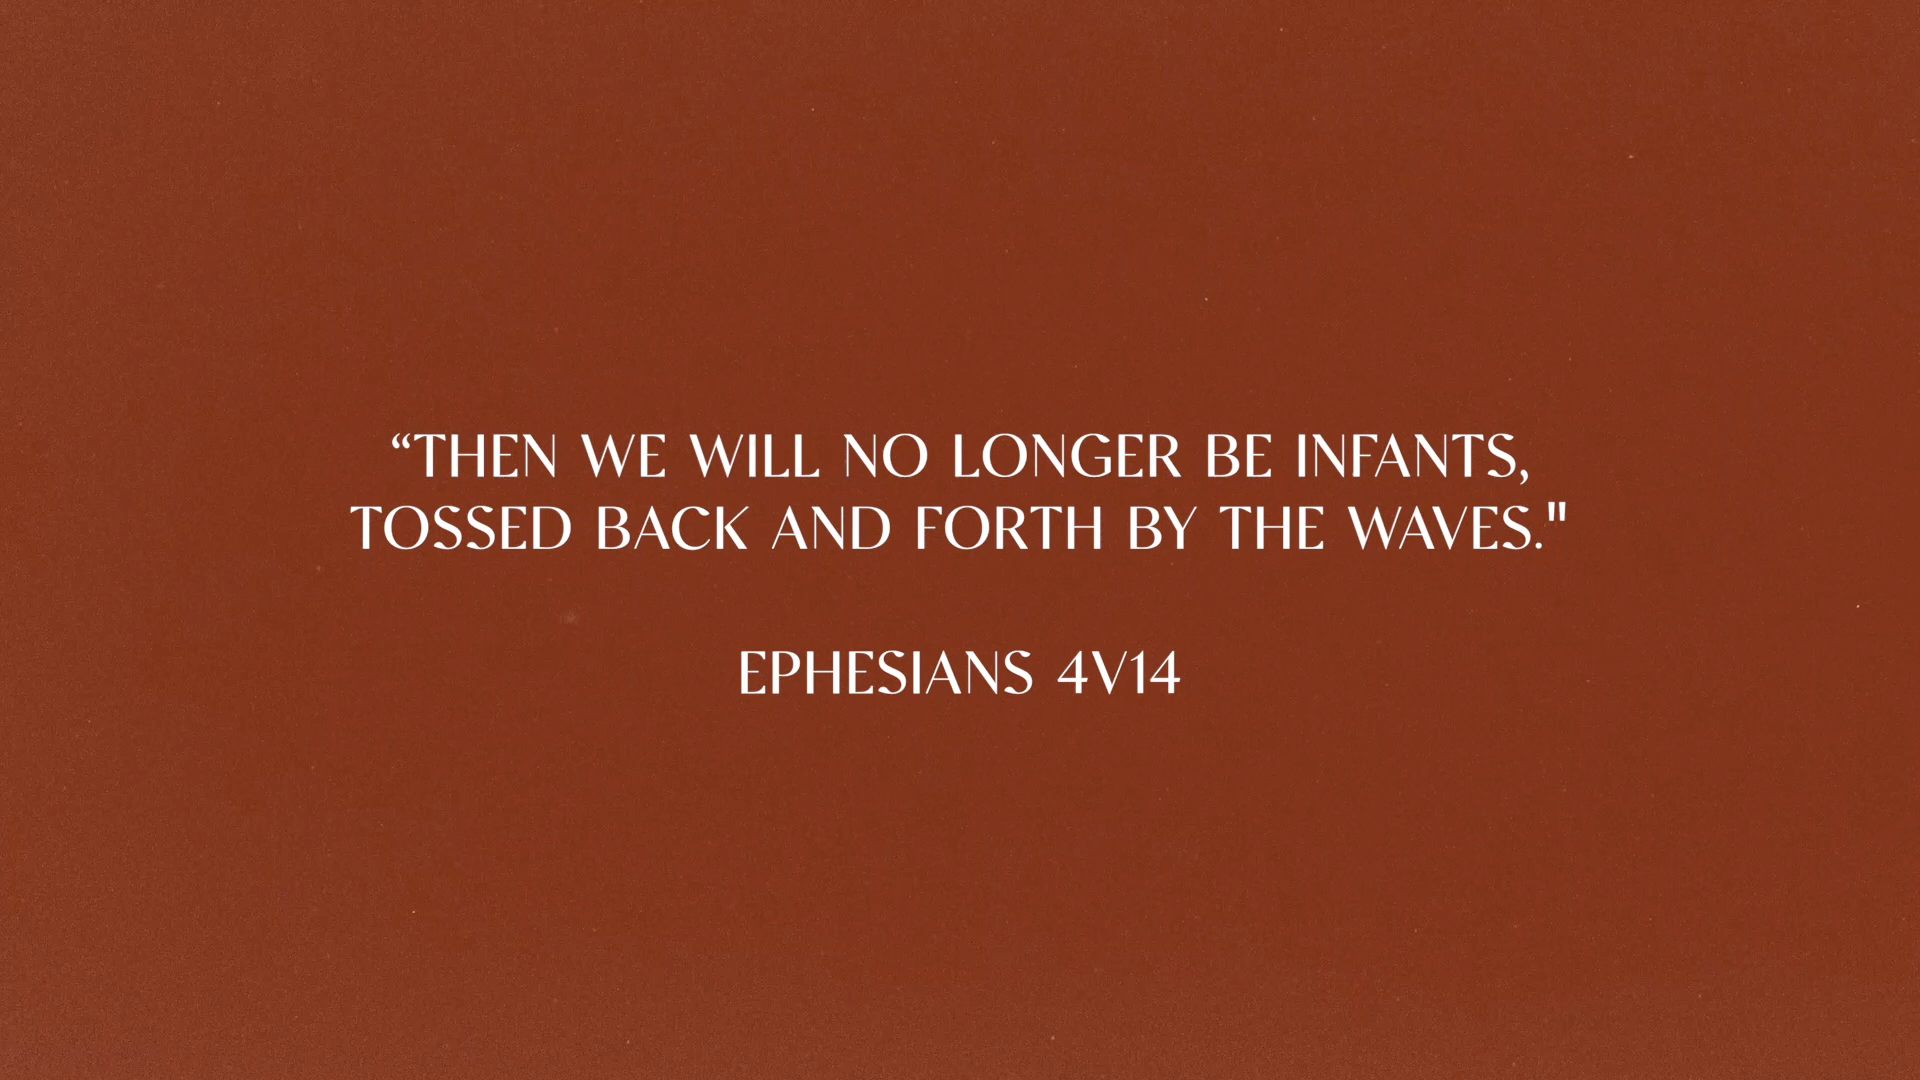 “THEN WE WILL NO LONGER BE INFANTS,
TOSSED BACK AND FORTH BY THE WAVES."
EPHESIANS 4V14